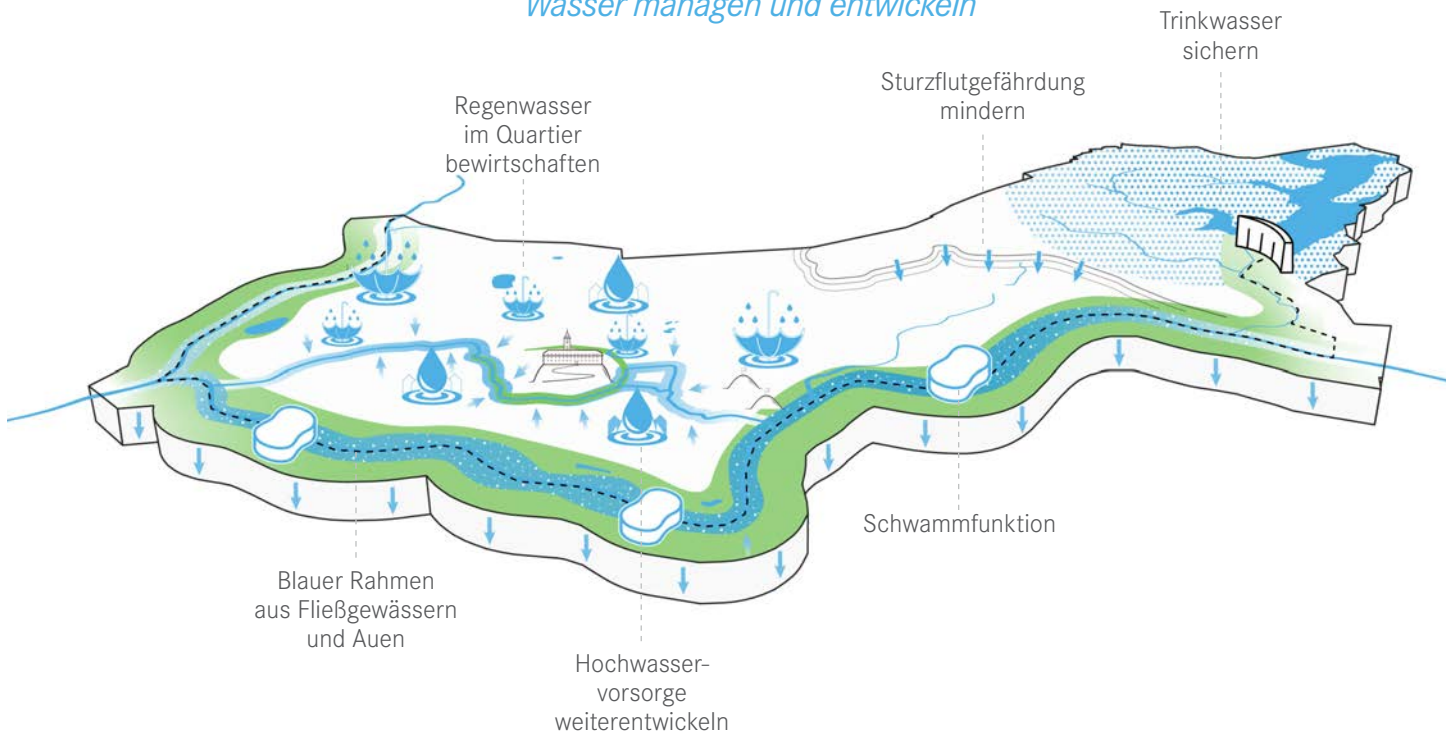 Wasser managen und entwickeln
Trinkwasser
sichern
Sturzflutgefährdung
mindern
Regenwasser
im Quartier
bewirtschaften
Schwammfunktion
Blauer Rahmen
aus Fließgewässern
und Auen
Hochwasser-
vorsorge
weiterentwickeln